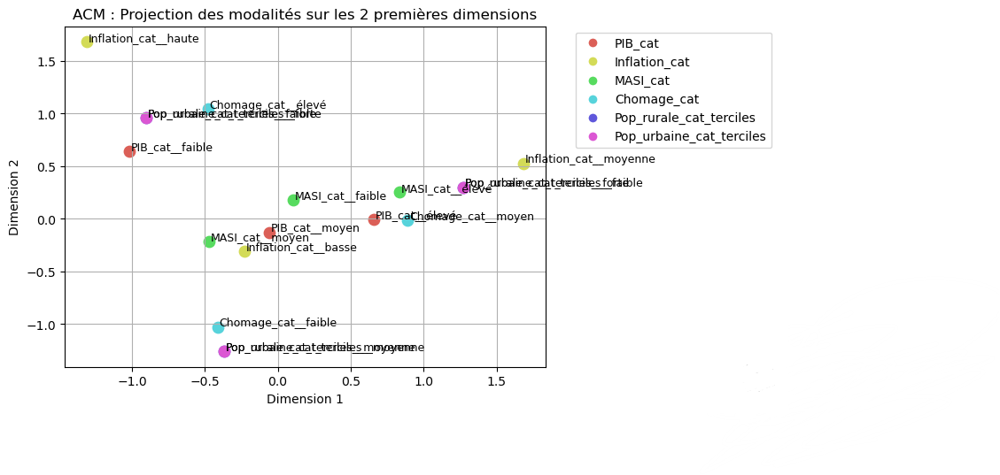 ACM : Projection des modalités sur les 2 premières dimensions
Inflation_cat__haute
Chomage_cat__élevé
PIB_cat__faible
Inflation_cat__moyenne
MASI_cat__élevé
MASI_cat__faible
PIB_cat__élevé
Chomage_cat__moyen
PIB_cat__moyen
MASI_cat__moyen
Inflation_cat__basse
Chomage_cat__faible
1.5
1.0
0.5
0.0
−0.5
−1.0
Dimension 2
−1.0
−0.5
0.0
0.5
1.0
1.5
Dimension 1
PIB_cat
Inflation_cat
MASI_cat
Chomage_cat
Pop_rurale_cat_terciles
Pop_urbaine_cat_terciles